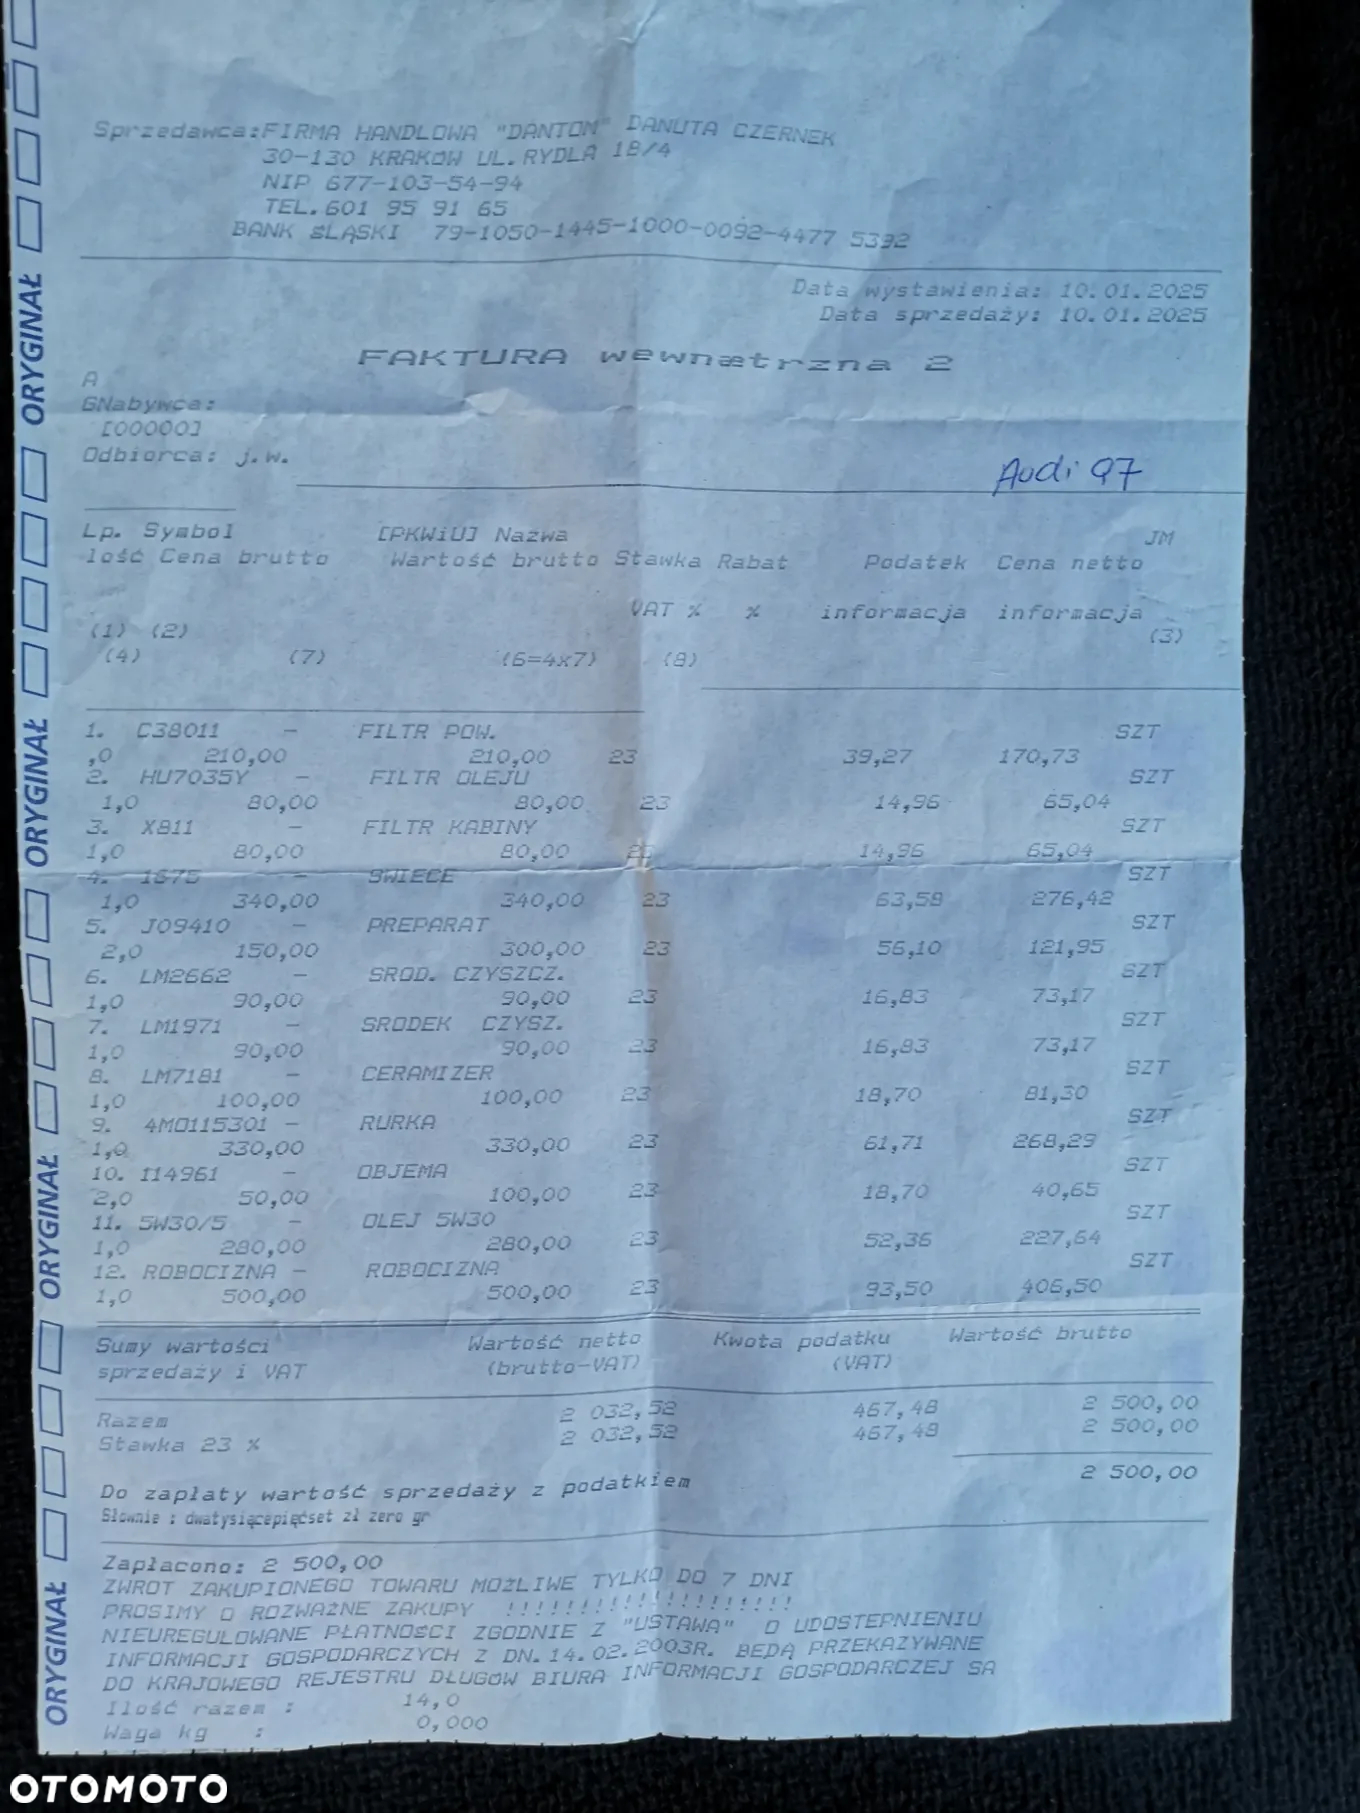 Sprzedawca:FIRMA HANDLOWA "DANTON" DANUTA CZERNEK
30-130 KRAKÓW UL.RYDLA 18/4
NIP 677-103-54-94
TEL.601 95 91 65
BANK ŚLĄSKI 79-1050-1445-1000-0092-4477 5392
Data wystawienia: 10.01.2025
Data sprzedaży: 10.01.2025
FAKTURA wewnætrzna 2
A
GNabywca:
[00000]
Odbiorca: j.w.
Audi Q7
Lp. Symbol [PKWiU] Nazwa JM
lość Cena brutto Wartość brutto Stawka Rabat Podatek Cena netto
VAT % % informacja informacja
(1) (2) (3)
(4) (7) (6=4x7) (8)
1. C38011 - FILTR POW. SZT
,0 210,00 210,00 23 39,27 170,73
2. HU7035Y - FILTR OLEJU SZT
1,0 80,00 80,00 23 14,96 65,04
3. X811 - FILTR KABINY SZT
1,0 80,00 80,00 23 14,96 65,04
4. 1675 - SWIECE SZT
1,0 340,00 340,00 23 63,58 276,42
5. J09410 - PREPARAT SZT
2,0 150,00 300,00 23 56,10 121,95
6. LM2662 - SROD. CZYSZCZ. SZT
1,0 90,00 90,00 23 16,83 73,17
7. LM1971 - SRODEK CZYSZ. SZT
1,0 90,00 90,00 23 16,83 73,17
8. LM7181 - CERAMIZER SZT
1,0 100,00 100,00 23 18,70 81,30
9. 4M0115301 - RURKA SZT
1,0 330,00 330,00 23 61,71 268,29
10. I14961 - OBJEMA SZT
2,0 50,00 100,00 23 18,70 40,65
11. 5W30/5 - OLEJ 5W30 SZT
1,0 280,00 280,00 23 52,36 227,64
12. ROBOCIZNA - ROBOCIZNA SZT
1,0 500,00 500,00 23 93,50 406,50
Sumy wartości Wartość netto Kwota podatku Wartość brutto
sprzedaży i VAT (brutto-VAT) (VAT)
Razem 2 032,52 467,48 2 500,00
Stawka 23 % 2 032,52 467,48 2 500,00
2 500,00
Do zapłaty wartość sprzedaży z podatkiem
Słownie : dwatysiącepięćset zl zero gr
Zapłacono: 2 500,00
ZWROT ZAKUPIONEGO TOWARU MOŻLIWE TYLKO DO 7 DNI
PROSIMY O ROZWAŻNE ZAKUPY !!!!!!!!!!!!!!!!!!!!
NIEUREGULOWANE PŁATNOŚCI ZGODNIE Z "USTAWĄ" O UDOSTEPNIENIU
INFORMACJI GOSPODARCZYCH Z DN.14.02.2003R. BEDĄ PRZEKAZYWANE
DO KRAJOWEGO REJESTRU DŁUGÓW BIURA INFORMACJI GOSPODARCZEJ SA
Ilość razem : 14,0
Waga kg : 0,000
ORYGINAŁ
ORYGINAŁ
ORYGINAŁ
ORYGINAŁ
OTOMOTO